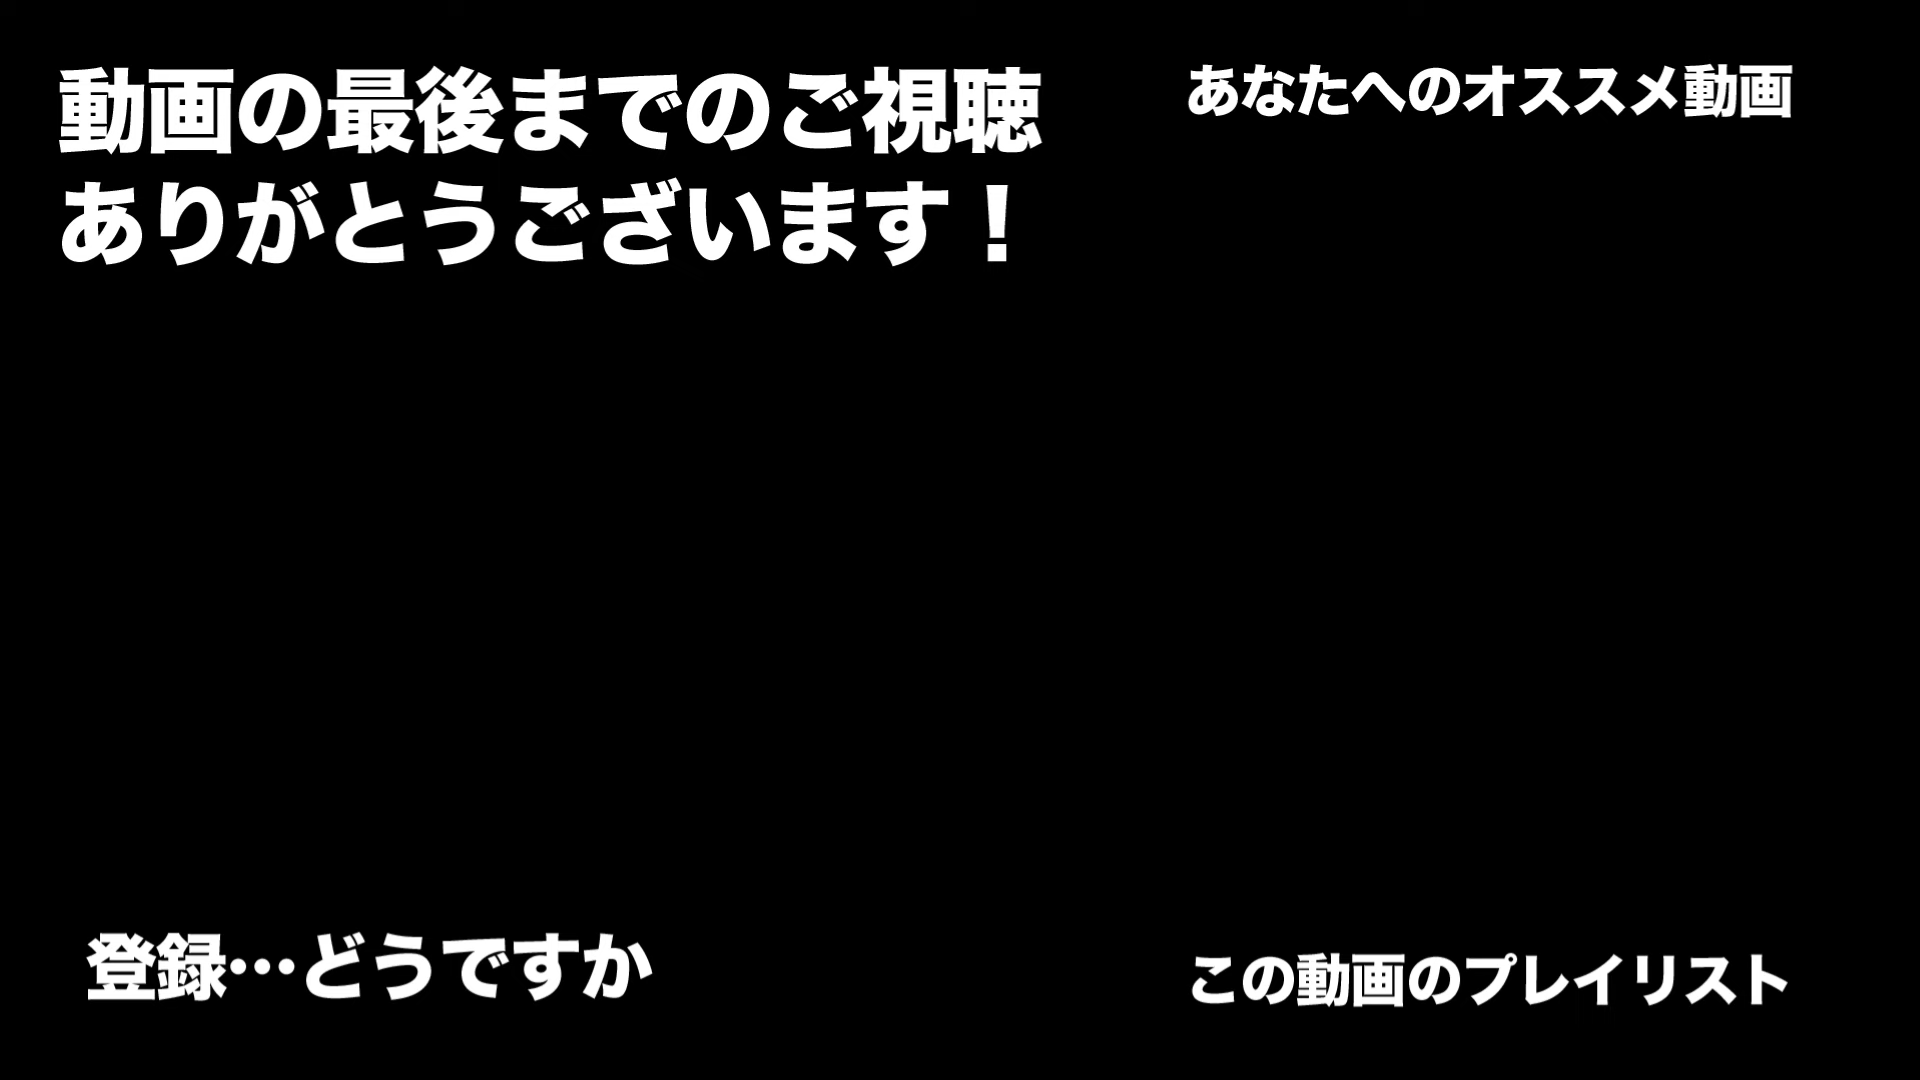 動画の最後までのご視聴
ありがとうございます！
あなたへのオススメ動画
登録…どうですか
この動画のプレイリスト